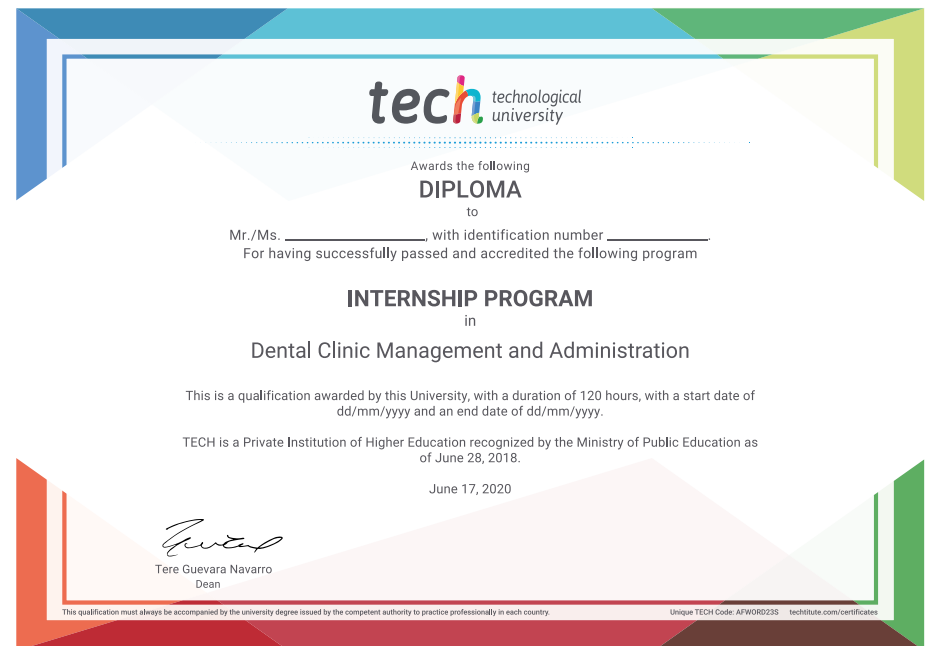 tech technological
university
Awards the following
DIPLOMA
to
Mr./Ms. ____________________, with identification number ______________.
For having successfully passed and accredited the following program
INTERNSHIP PROGRAM
in
Dental Clinic Management and Administration
This is a qualification awarded by this University, with a duration of 120 hours, with a start date of
dd/mm/yyyy and an end date of dd/mm/yyyy.
TECH is a Private Institution of Higher Education recognized by the Ministry of Public Education as
of June 28, 2018.
June 17, 2020
Tere Guevara Navarro
Dean
This qualification must always be accompanied by the university degree issued by the competent authority to practice professionally in each country.
Unique TECH Code: AFWORD23S techtitute.com/certificates